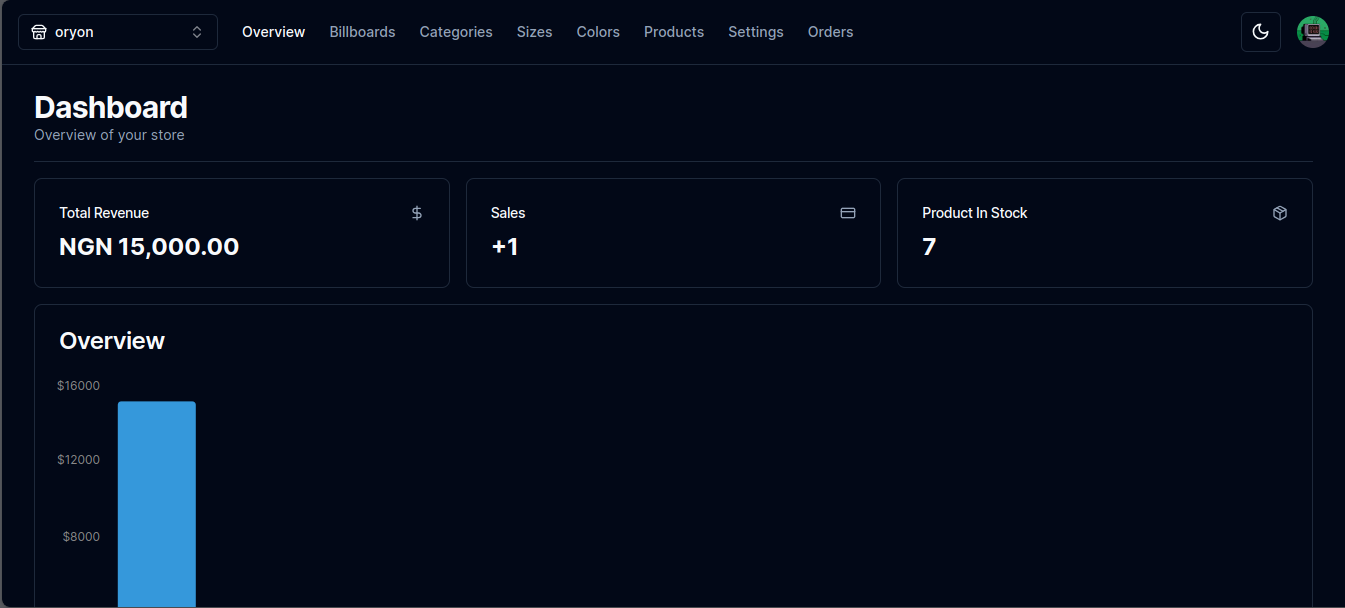 oryon Overview Billboards Categories Sizes Colors Products Settings Orders
Dashboard
Overview of your store
Total Revenue
NGN 15,000.00
Sales
+1
Product In Stock
7
Overview
$16000
$12000
$8000